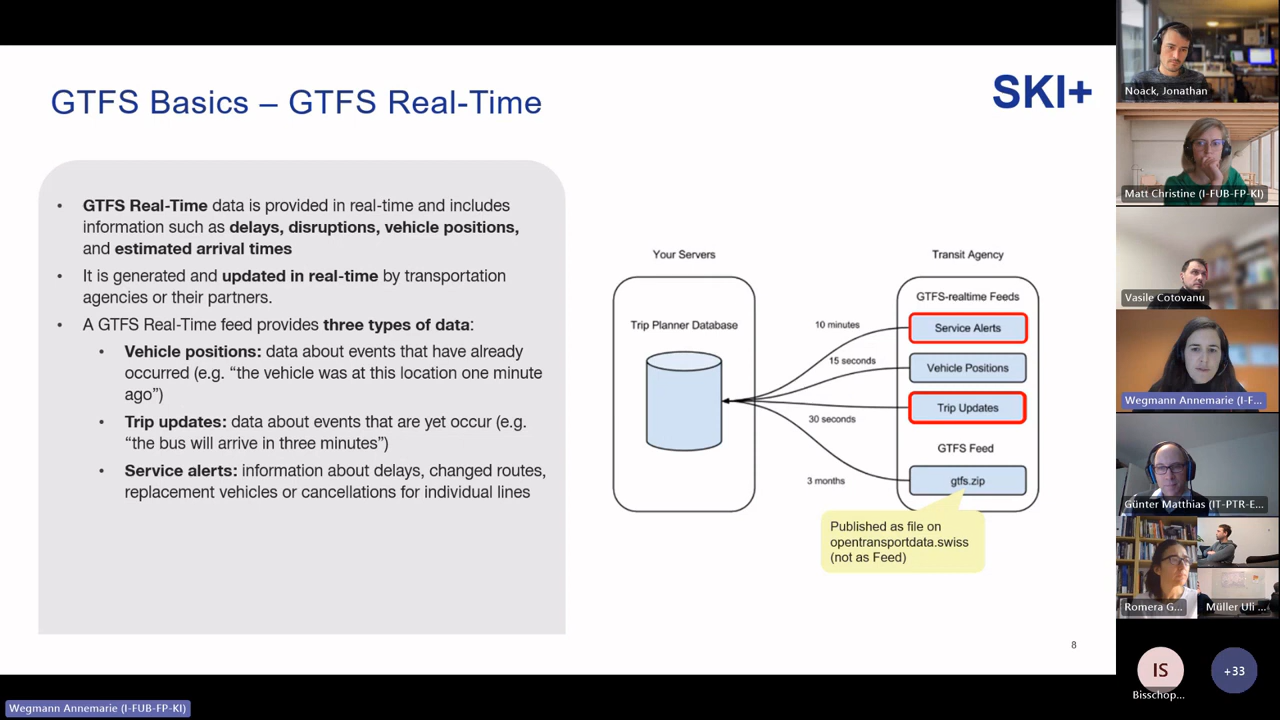 GTFS Basics – GTFS Real-Time
SKI+
• GTFS Real-Time data is provided in real-time and includes
information such as delays, disruptions, vehicle positions,
and estimated arrival times
• It is generated and updated in real-time by transportation
agencies or their partners.
• A GTFS Real-Time feed provides three types of data:
• Vehicle positions: data about events that have already
occurred (e.g. “the vehicle was at this location one minute
ago”)
• Trip updates: data about events that are yet occur (e.g.
“the bus will arrive in three minutes”)
• Service alerts: information about delays, changed routes,
replacement vehicles or cancellations for individual lines
Your Servers
Trip Planner Database
10 minutes
15 seconds
30 seconds
3 months
Transit Agency
GTFS-realtime Feeds
Service Alerts
Vehicle Positions
Trip Updates
GTFS Feed
gtfs.zip
Published as file on
opentransportdata.swiss
(not as Feed)
8
Noack, Jonathan
Matt Christine (I-FUB-FP-KI)
Vasile Cotovanu
Wegmann Annemarie (I-F...
Günter Matthias (IT-PTR-E...
Romera G...
Müller Uli ...
IS
Bisschop...
+33
Wegmann Annemarie (I-FUB-FP-KI)